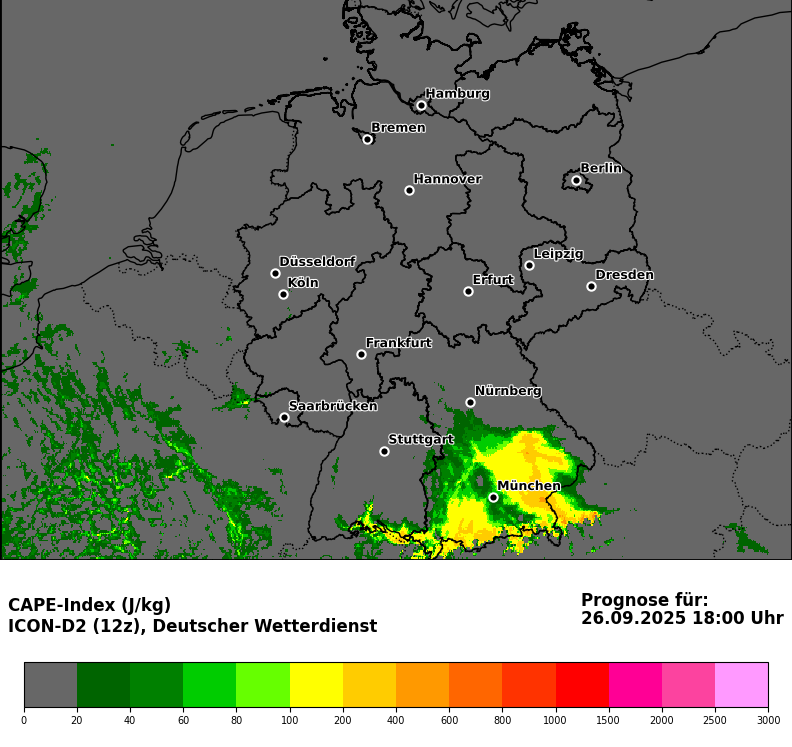 Hamburg
Bremen
Berlin
Hannover
Düsseldorf
Leipzig
Köln
Erfurt
Dresden
Frankfurt
Nürnberg
Saarbrücken
Stuttgart
München
CAPE-Index (J/kg)
ICON-D2 (12z), Deutscher Wetterdienst
Prognose für:
26.09.2025 18:00 Uhr
0 20 40 60 80 100 200 400 600 800 1000 1500 2000 2500 3000